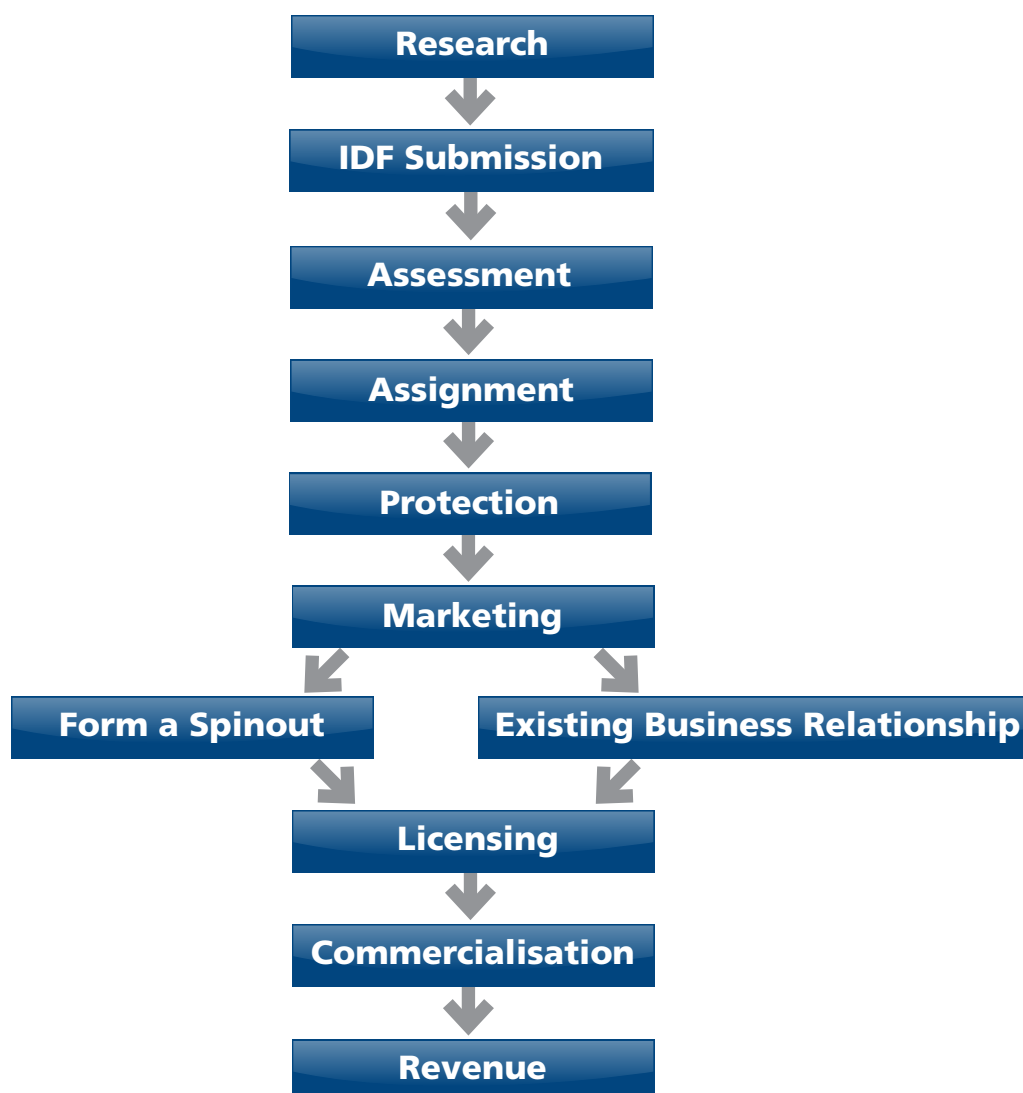 Research
IDF Submission
Assessment
Assignment
Protection
Marketing
Form a Spinout
Existing Business Relationship
Licensing
Commercialisation
Revenue